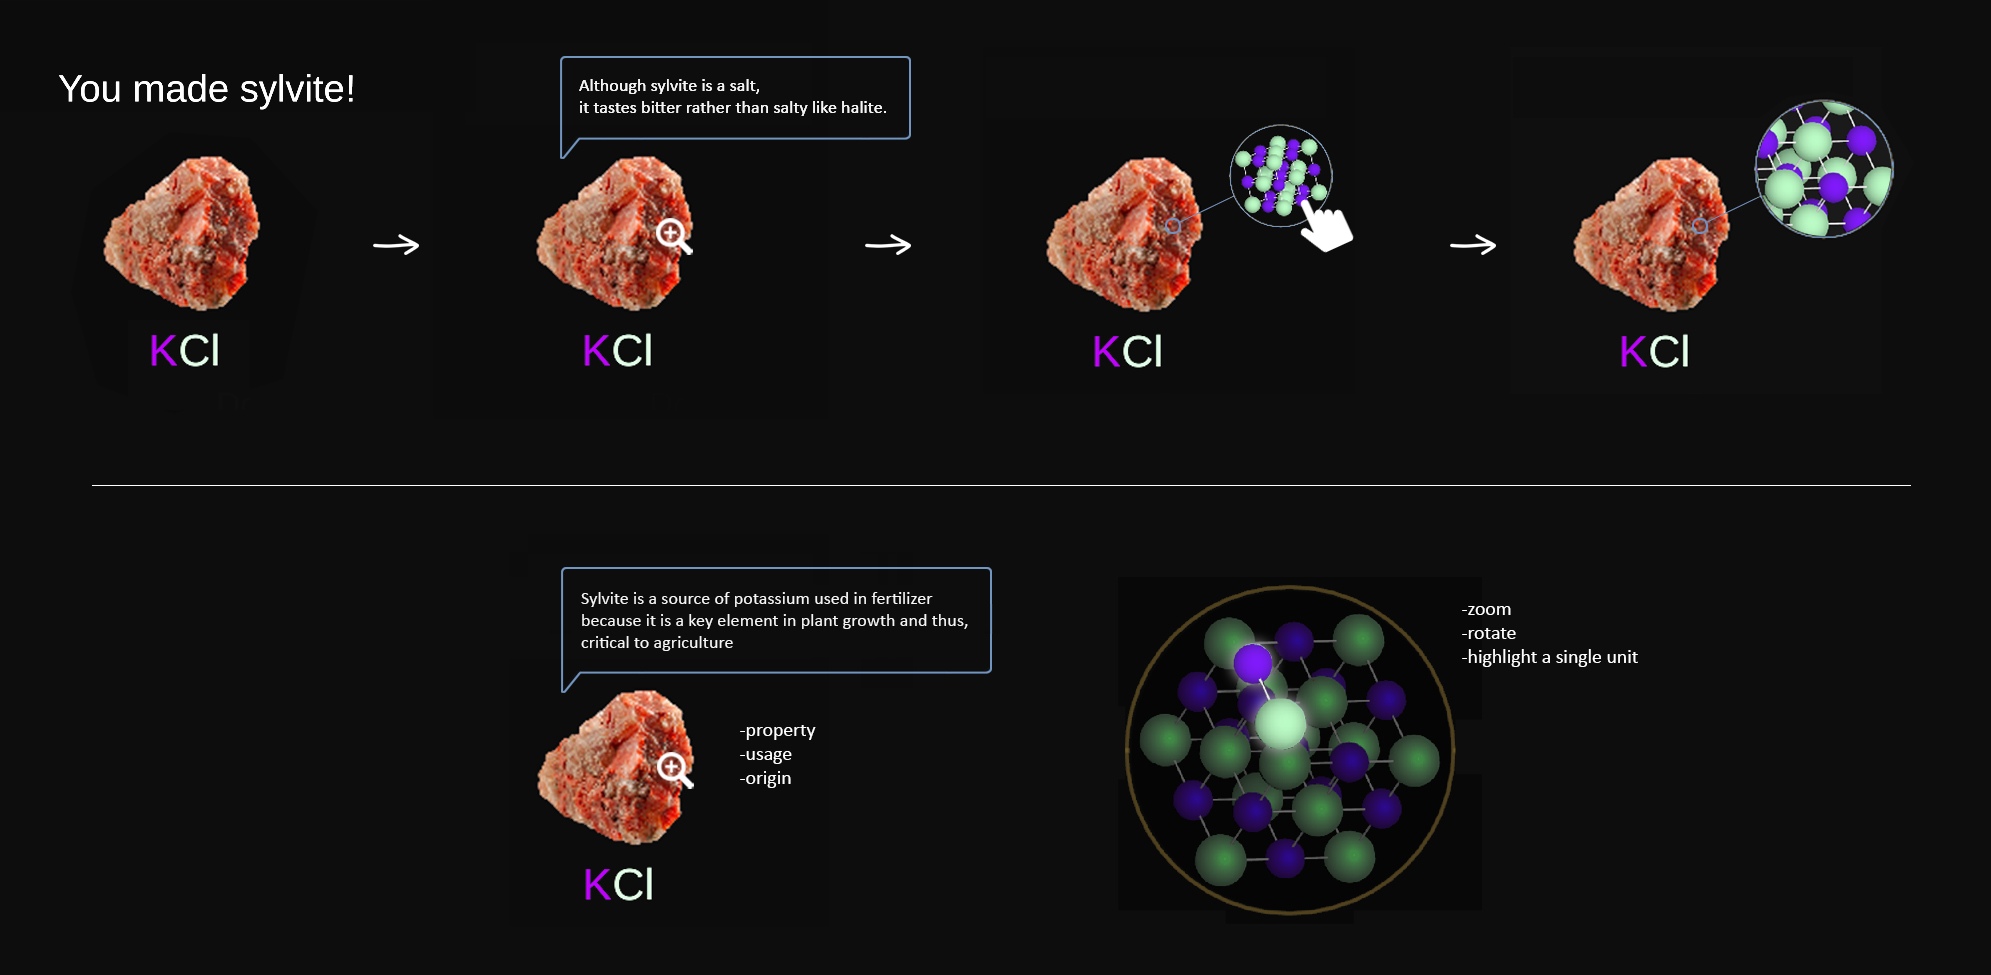 You made sylvite!
Although sylvite is a salt,
it tastes bitter rather than salty like halite.
KCl
KCl
KCl
KCl
Sylvite is a source of potassium used in fertilizer
because it is a key element in plant growth and thus,
critical to agriculture
-property
-usage
-origin
KCl
-zoom
-rotate
-highlight a single unit